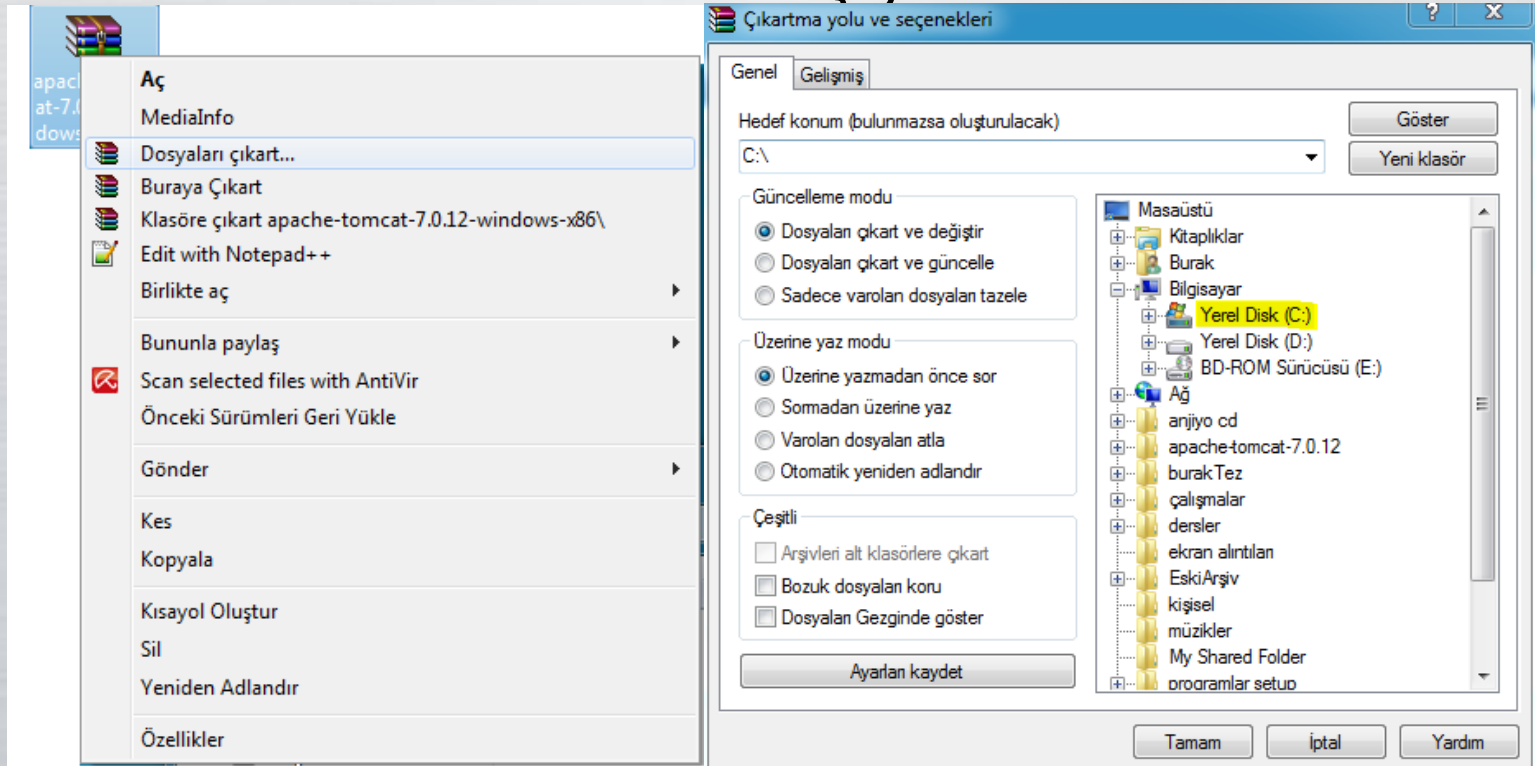 apac
at-7.0
dows
Aç
MediaInfo
Dosyaları çıkart...
Buraya Çıkart
Klasöre çıkart apache-tomcat-7.0.12-windows-x86\
Edit with Notepad++
Birlikte aç
Bununla paylaş
Scan selected files with AntiVir
Önceki Sürümleri Geri Yükle
Gönder
Kes
Kopyala
Kısayol Oluştur
Sil
Yeniden Adlandır
Özellikler
Çıkartma yolu ve seçenekleri
Genel
Gelişmiş
Hedef konum (bulunmazsa oluşturulacak)
Göster
C:\
Yeni klasör
Güncelleme modu
Dosyaları çıkart ve değiştir
Dosyaları çıkart ve güncelle
Sadece varolan dosyaları tazele
Üzerine yaz modu
Üzerine yazmadan önce sor
Sormadan üzerine yaz
Varolan dosyaları atla
Otomatik yeniden adlandır
Çeşitli
Arşivleri alt klasörlere çıkart
Bozuk dosyaları koru
Dosyaları Gezginde göster
Ayarları kaydet
Masaüstü
Kitaplıklar
Burak
Bilgisayar
Yerel Disk (C:)
Yerel Disk (D:)
BD-ROM Sürücüsü (E:)
Ağ
anjiyo cd
apache-tomcat-7.0.12
burakTez
çalışmalar
dersler
ekran alıntıları
EskiArşiv
kişisel
müzikler
My Shared Folder
programlar setup
Tamam
İptal
Yardım